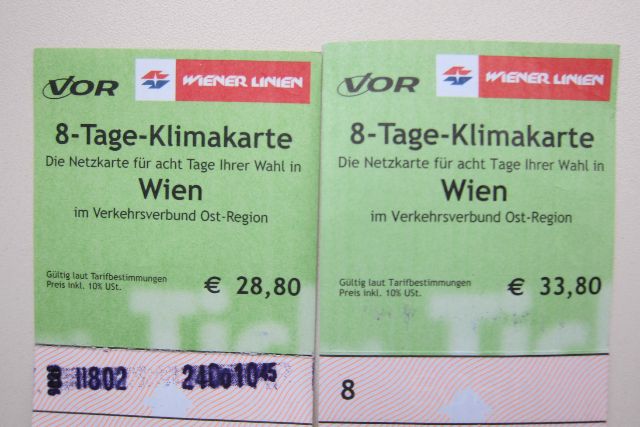 VOR WIENER LINIEN
8-Tage-Klimakarte
Die Netzkarte für acht Tage Ihrer Wahl in
Wien
im Verkehrsverbund Ost-Region
Gültig laut Tarifbestimmungen
Preis inkl. 10% USt.
€ 28,80
VOR WIENER LINIEN
8-Tage-Klimakarte
Die Netzkarte für acht Tage Ihrer Wahl in
Wien
im Verkehrsverbund Ost-Region
Gültig laut Tarifbestimmungen
Preis inkl. 10% USt.
€ 33,80
8